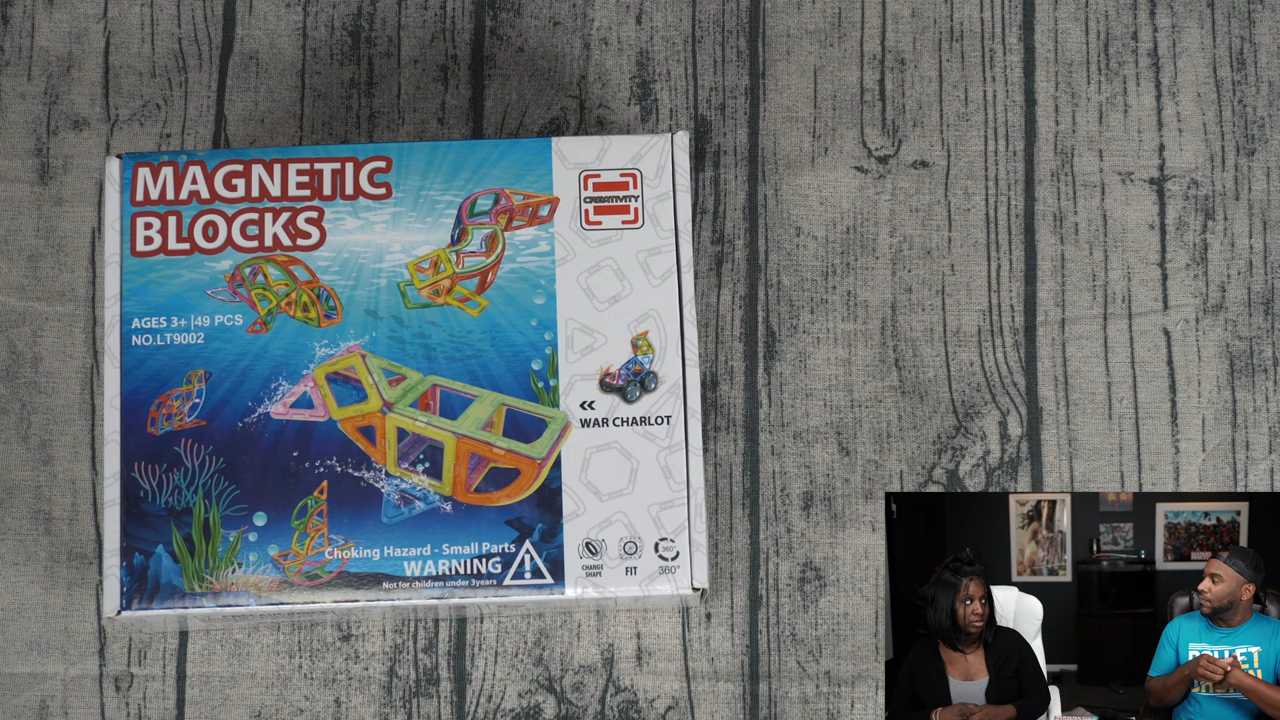 MAGNETIC
BLOCKS
AGES 3+ |49 PCS
NO.LT9002
Choking Hazard - Small Parts
WARNING
Not for children under 3years
CREATIVITY
WAR CHARLOT
CHANGE
SHAPE
FIT
360°
360°